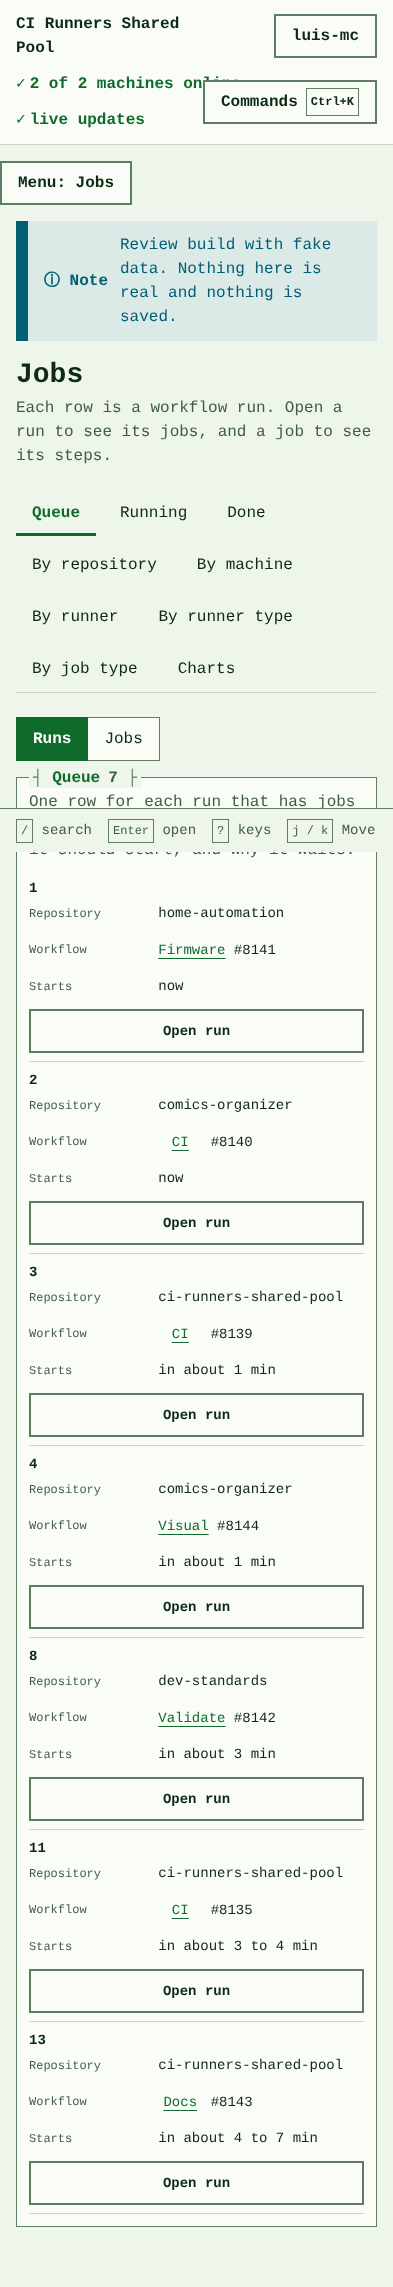 CI Runners Shared
Pool
luis-mc
✓ 2 of 2 machines online
✓ live updates
Commands Ctrl+K
Menu: Jobs
ⓘ Note
Review build with fake
data. Nothing here is
real and nothing is
saved.
Jobs
Each row is a workflow run. Open a
run to see its jobs, and a job to see
its steps.
Queue Running Done
By repository By machine
By runner By runner type
By job type Charts
Runs Jobs
┤ Queue 7 ├
One row for each run that has jobs
/ search Enter open ? keys j / k Move
it should start, and why it waits.
1
Repository home-automation
Workflow Firmware #8141
Starts now
Open run
2
Repository comics-organizer
Workflow CI #8140
Starts now
Open run
3
Repository ci-runners-shared-pool
Workflow CI #8139
Starts in about 1 min
Open run
4
Repository comics-organizer
Workflow Visual #8144
Starts in about 1 min
Open run
8
Repository dev-standards
Workflow Validate #8142
Starts in about 3 min
Open run
11
Repository ci-runners-shared-pool
Workflow CI #8135
Starts in about 3 to 4 min
Open run
13
Repository ci-runners-shared-pool
Workflow Docs #8143
Starts in about 4 to 7 min
Open run